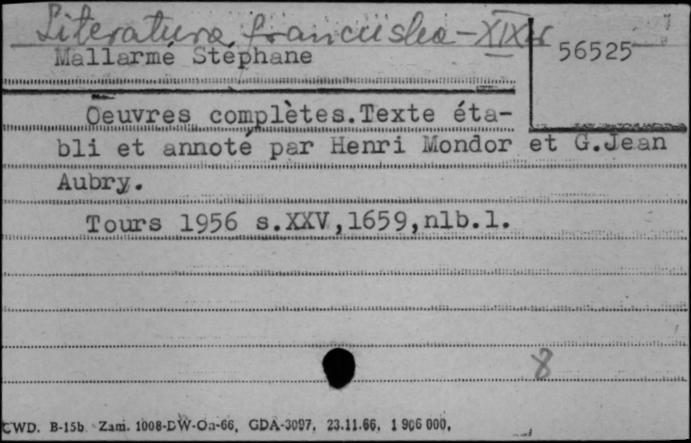 Literatura francuska - XIX w
Mallarmé Stéphane
56525
Oeuvres complètes.Texte éta-
bli et annoté par Henri Mondor et G.Jean
Aubry.
Tours 1956 s.XXV,1659,nlb.1.
8
CWD. B-15b Zam. 1008-DW-On-66, GDA-3097, 23.11.66, 1 906 000,